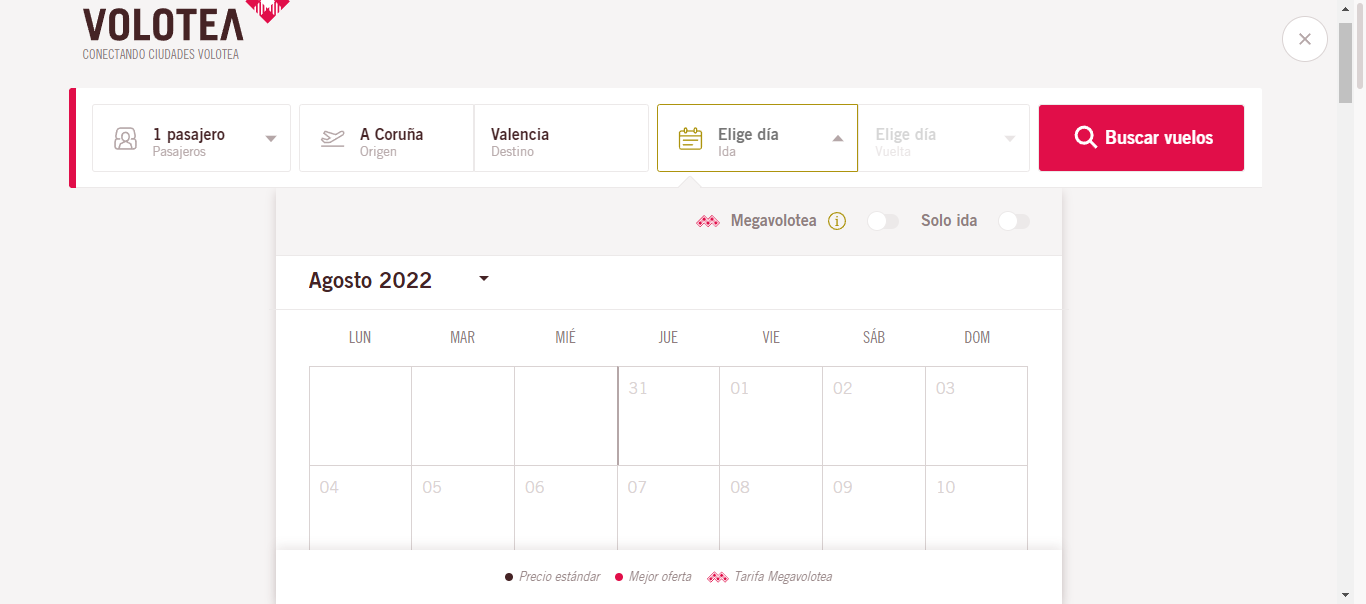 VOLOTEA
CONECTANDO CIUDADES VOLOTEA
1 pasajero
Pasajeros
A Coruña
Origen
Valencia
Destino
Elige día
Ida
Elige día
Vuelta
Buscar vuelos
Megavolotea
Solo ida
Agosto 2022
LUN MAR MIÉ JUE VIE SÁB DOM
31 01 02 03
04 05 06 07 08 09 10
Precio estándar Mejor oferta Tarifa Megavolotea